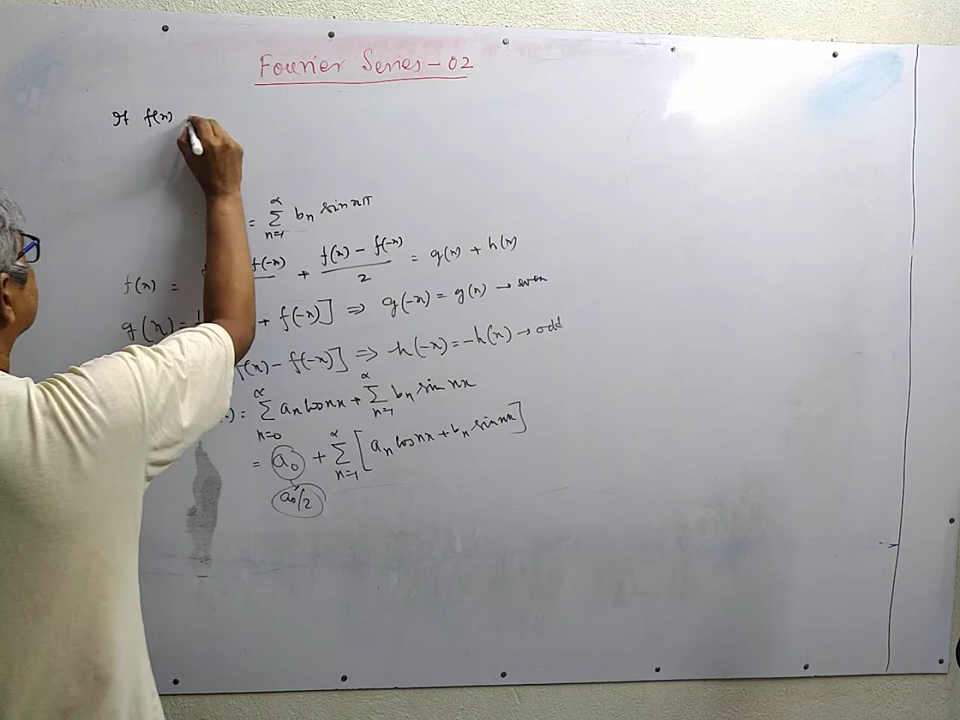 Fourier Series - 02
If f(x)
= ∑_{n=1}^{α} b_n sin nπ
f(x) = f(-x) + (f(x) - f(-x))/2 = g(x) + h(x)
g(x) = + f(-x)] ⇒ g(-x) = g(x) → even
f(x) - f(-x)] ⇒ h(-x) = -h(x) → odd
) = ∑_{n=0}^{α} a_n cos nx + ∑_{n=1}^{α} b_n sin nx
= a_0 + ∑_{n=1}^{α} [a_n cos nx + b_n sin nx]
a_0/2